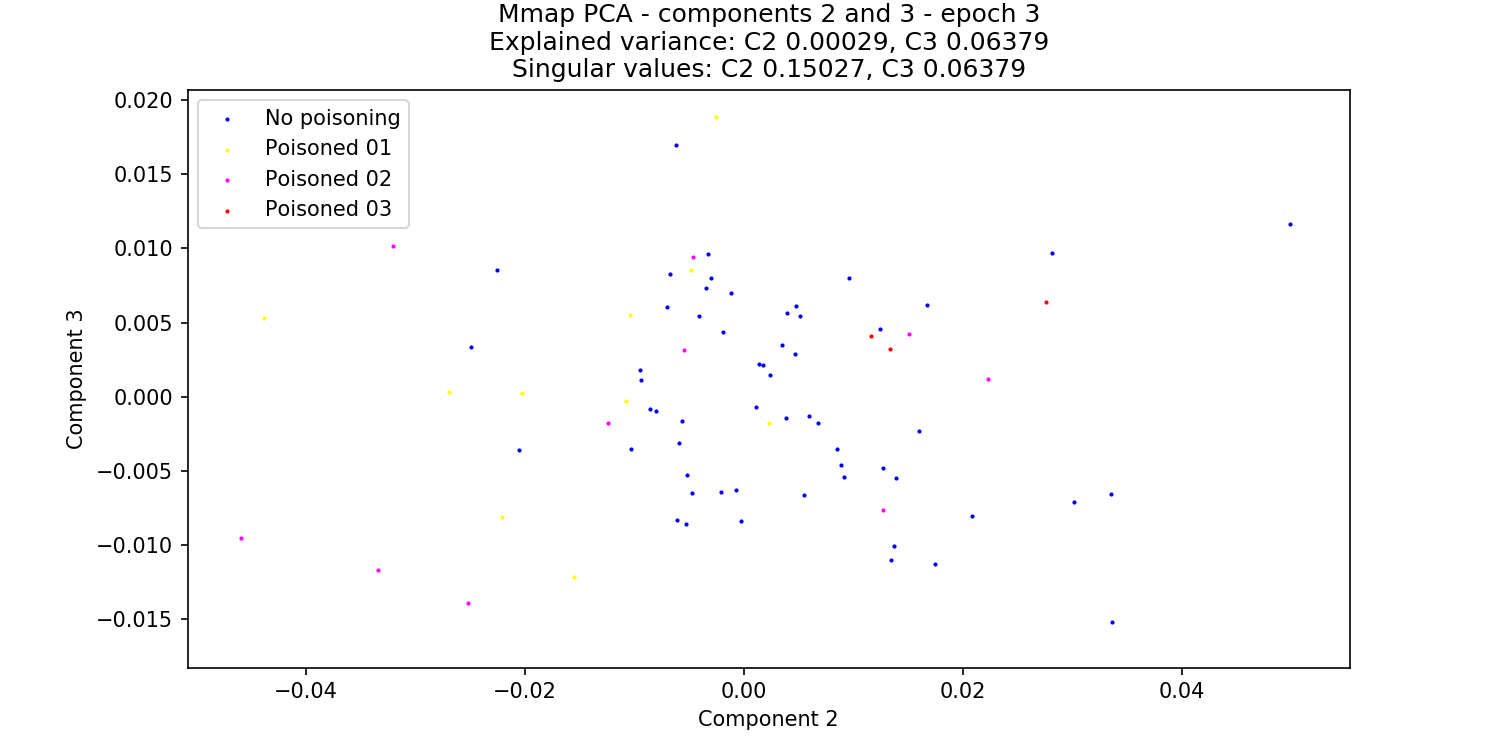 Mmap PCA - components 2 and 3 - epoch 3
Explained variance: C2 0.00029, C3 0.06379
Singular values: C2 0.15027, C3 0.06379
No poisoning
Poisoned 01
Poisoned 02
Poisoned 03
0.020
0.015
0.010
0.005
0.000
−0.005
−0.010
−0.015
Component 3
−0.04
−0.02
0.00
0.02
0.04
Component 2